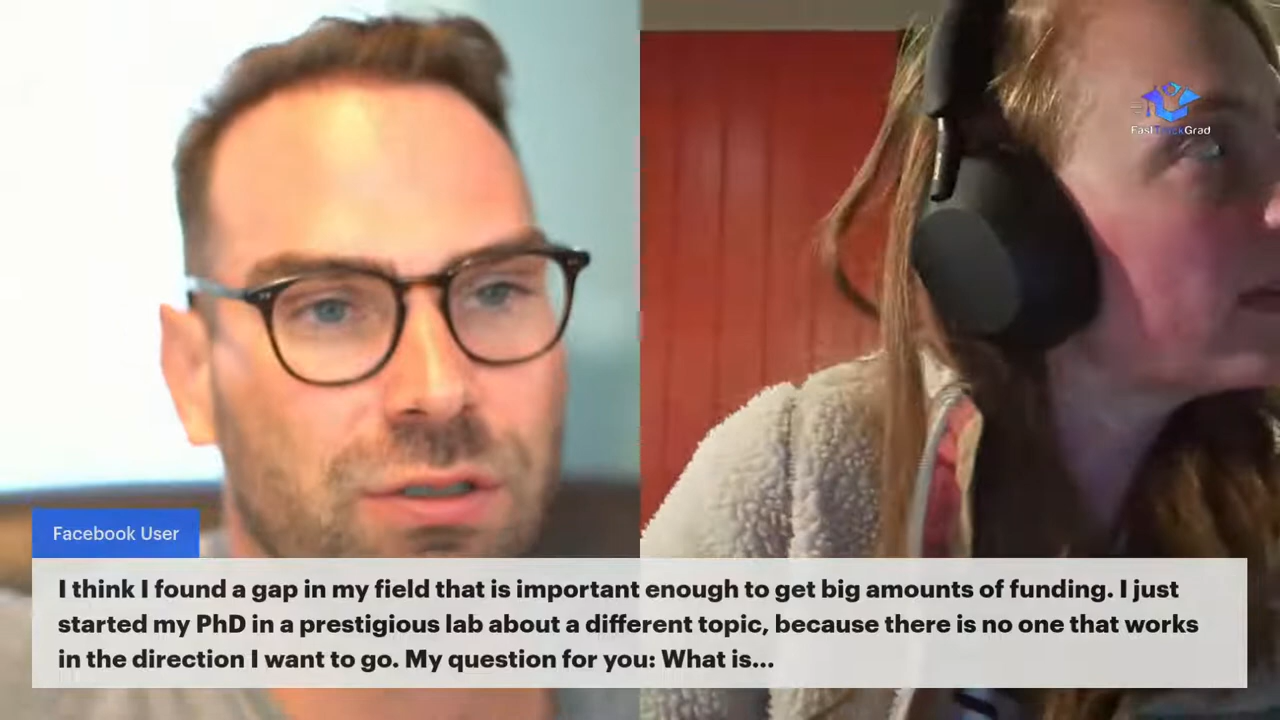 FastTrackGrad
Facebook User
I think I found a gap in my field that is important enough to get big amounts of funding. I just
started my PhD in a prestigious lab about a different topic, because there is no one that works
in the direction I want to go. My question for you: What is...